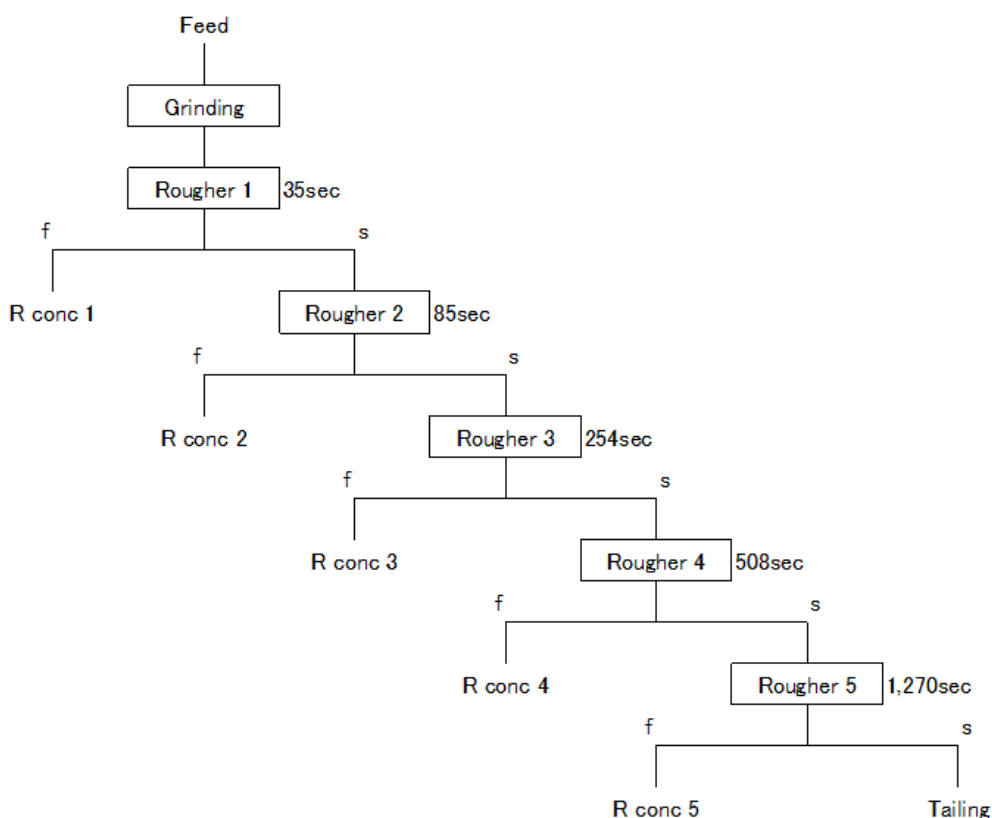 Feed
Grinding
Rougher 1 35sec
f s
R conc 1
Rougher 2 85sec
f s
R conc 2
Rougher 3 254sec
f s
R conc 3
Rougher 4 508sec
f s
R conc 4
Rougher 5 1,270sec
f s
R conc 5 Tailing